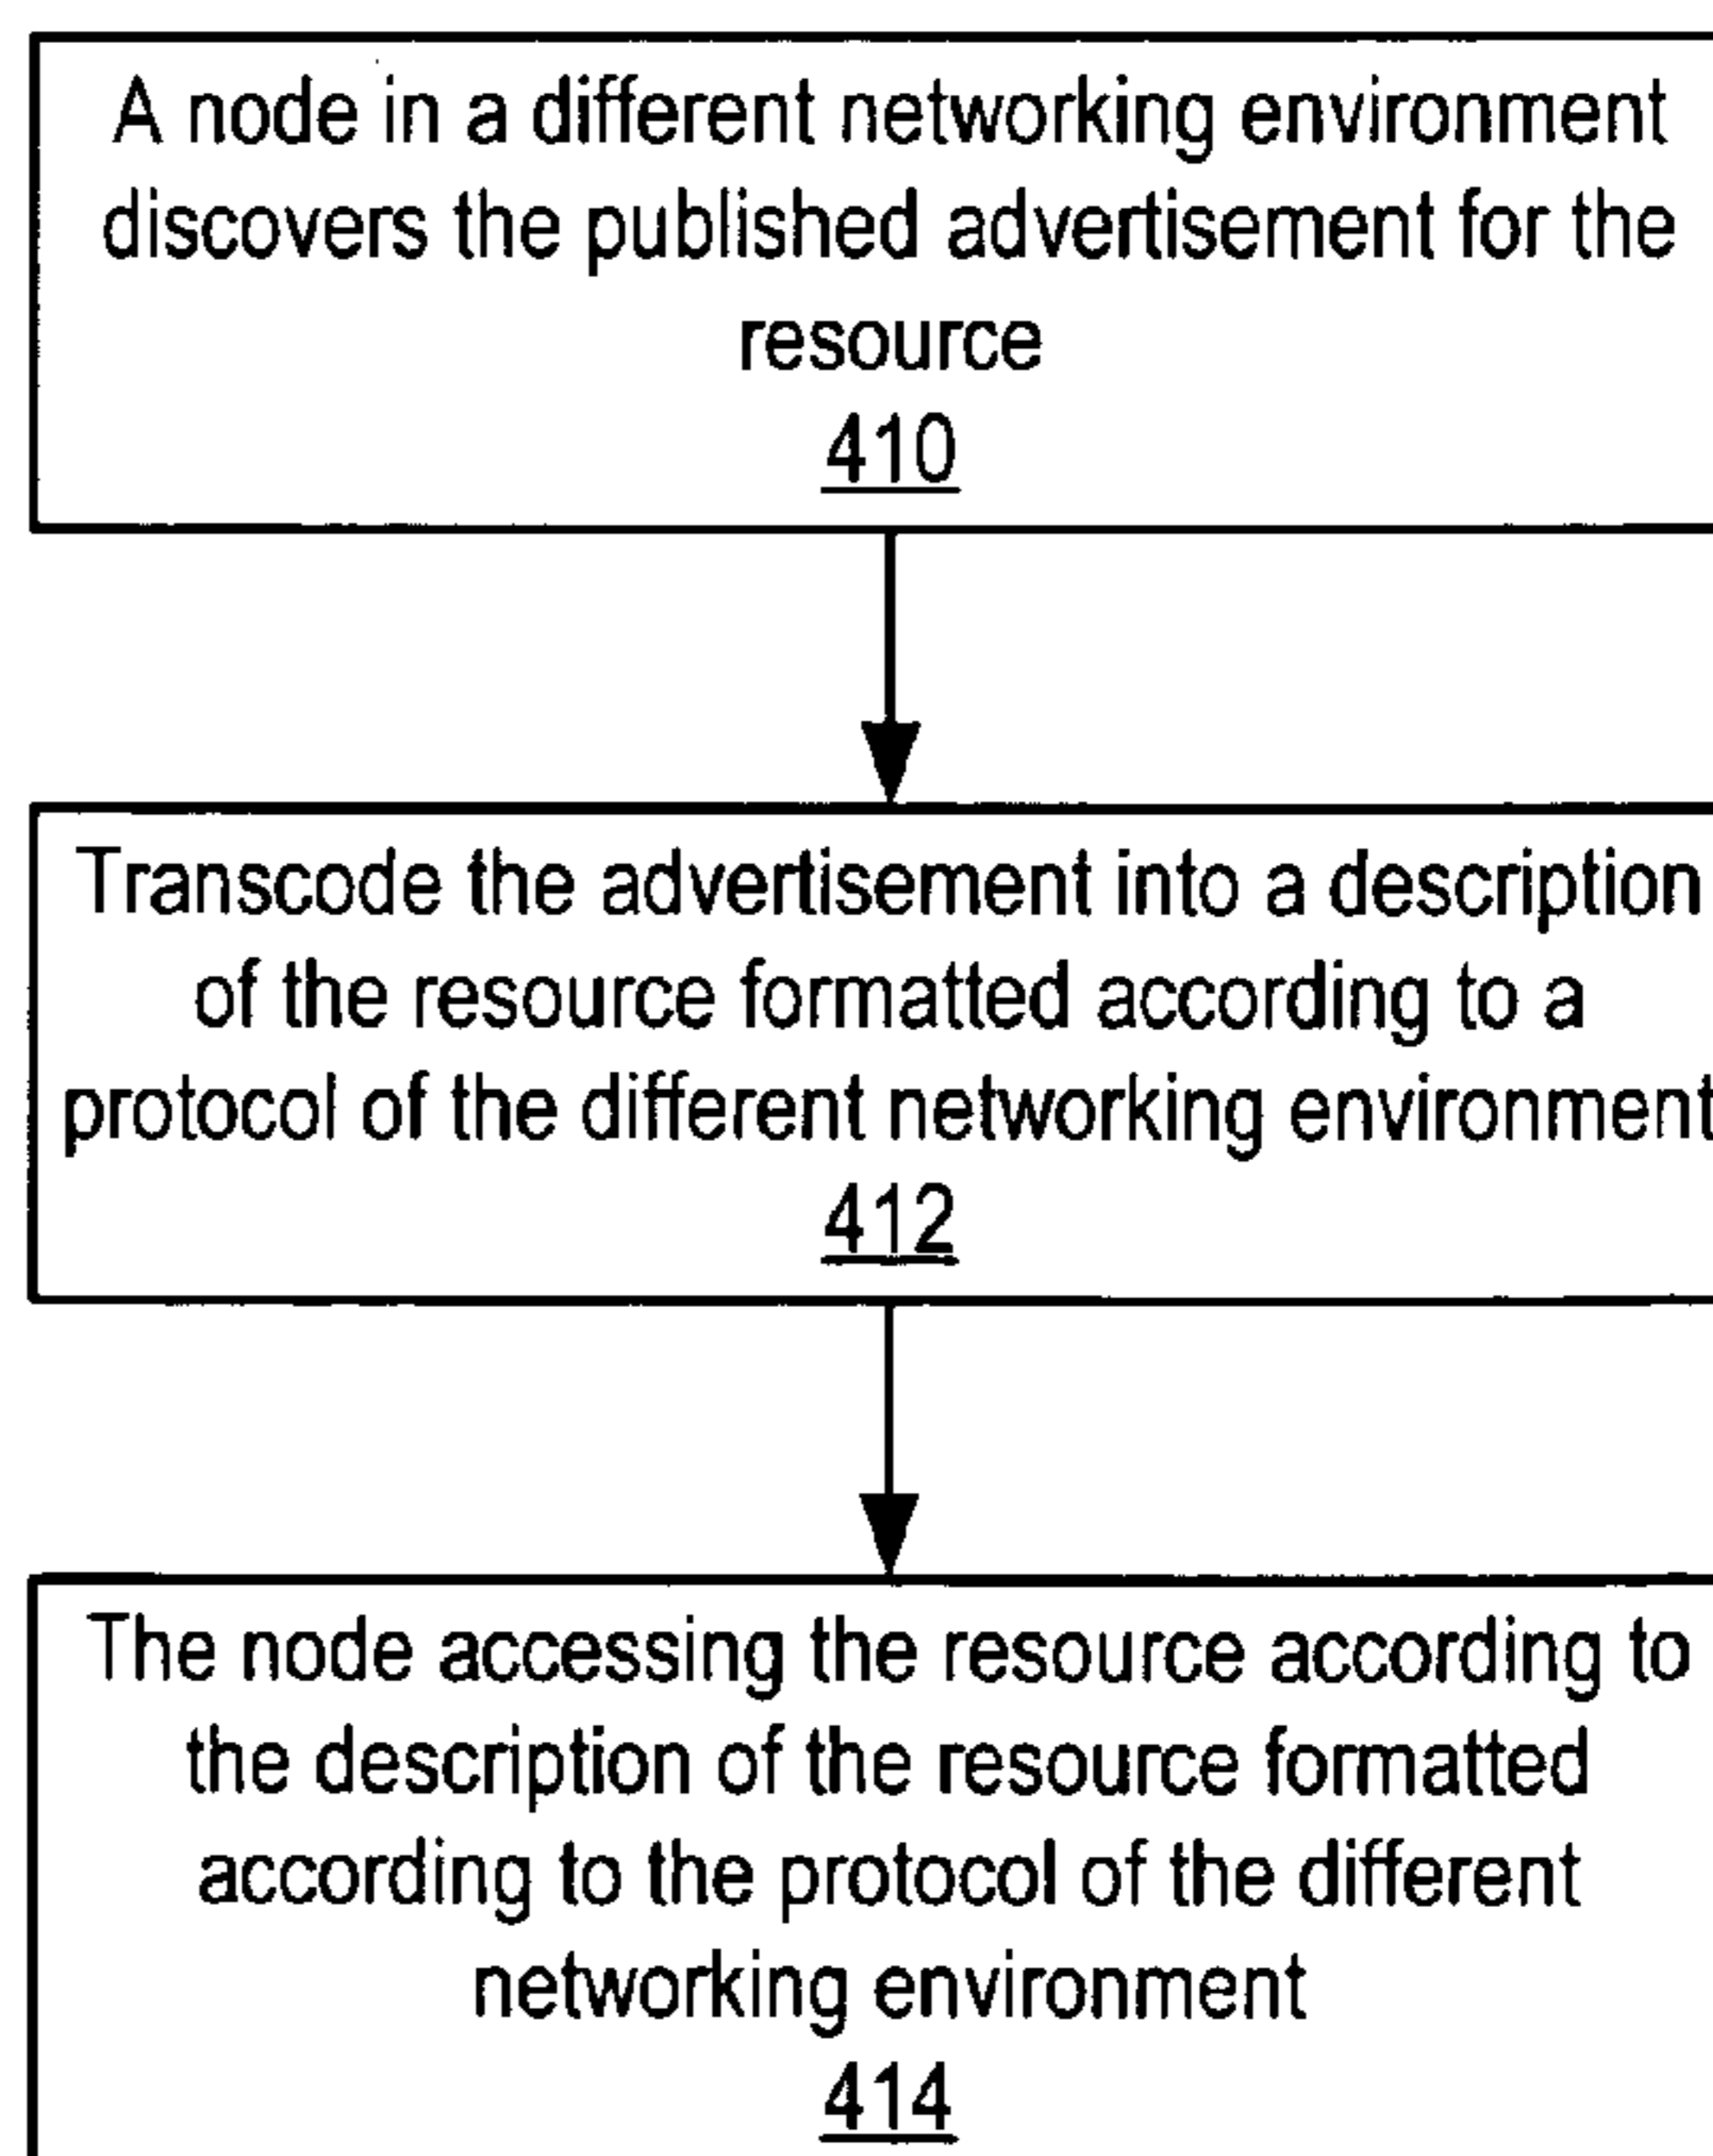 A node in a different networking environment
discovers the published advertisement for the
resource
410
Transcode the advertisement into a description
of the resource formatted according to a
protocol of the different networking environment
412
The node accessing the resource according to
the description of the resource formatted
according to the protocol of the different
networking environment
414